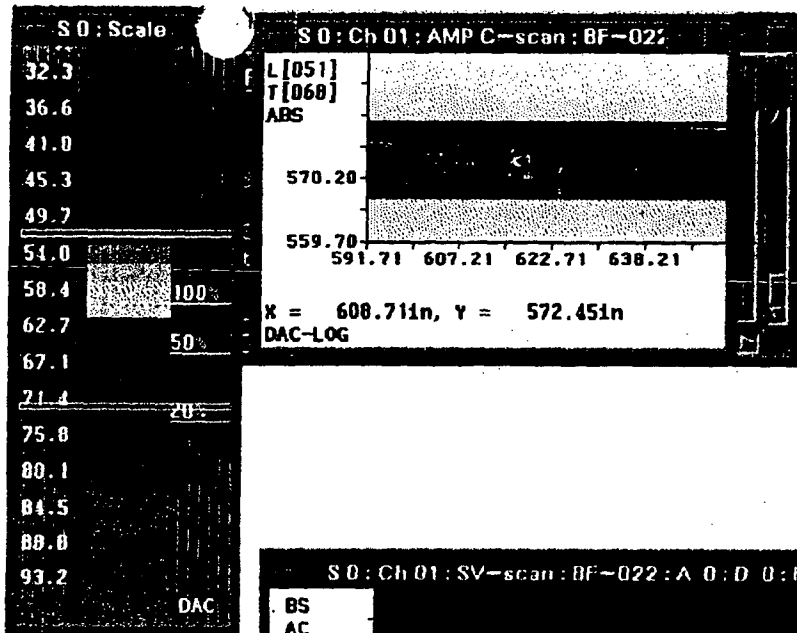 S 0 : Scale
32.3
36.6
41.0
45.3
49.7
54.0
58.4
62.7
67.1
71.4
75.8
80.1
84.5
88.8
93.2
100%
50%
20%
DAC
S 0 : Ch 01 : AMP C-scan : BF-022
L[051]
T[068]
ABS
570.20
559.70
591.71 607.21 622.71 638.21
X = 608.71in, Y = 572.45in
DAC-LOG
S 0 : Ch 01 : SV-scan : BF-022 : A 0 : D 0 :
BS
AC